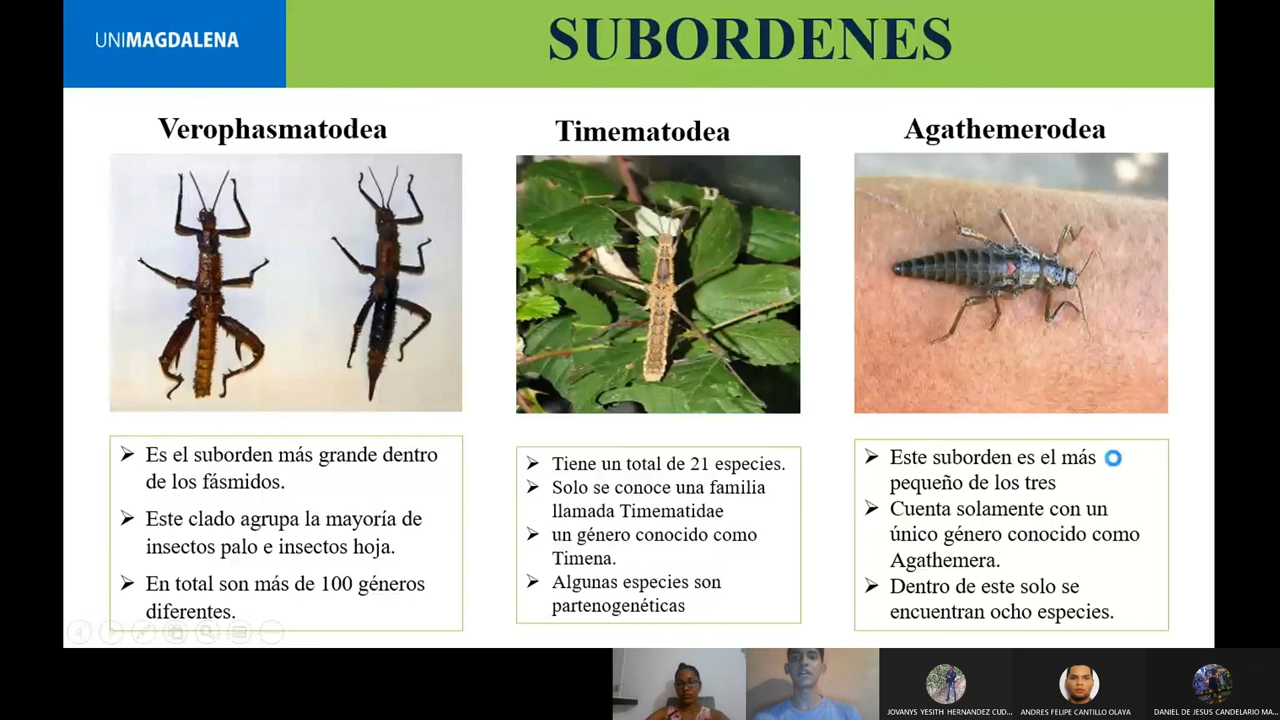 UNIMAGDALENA
SUBORDENES
Verophasmatodea
Es el suborden más grande dentro
de los fásmidos.
Este clado agrupa la mayoría de
insectos palo e insectos hoja.
En total son más de 100 géneros
diferentes.
Timematodea
Tiene un total de 21 especies.
Solo se conoce una familia
llamada Timematidae
un género conocido como
Timena.
Algunas especies son
partenogenéticas
Agathemerodea
Este suborden es el más
pequeño de los tres
Cuenta solamente con un
único género conocido como
Agathemera.
Dentro de este solo se
encuentran ocho especies.
JOVANYS YESITH HERNANDEZ CUD...
ANDRES FELIPE CANTILLO OLAYA
DANIEL DE JESUS CANDELARIO MA...